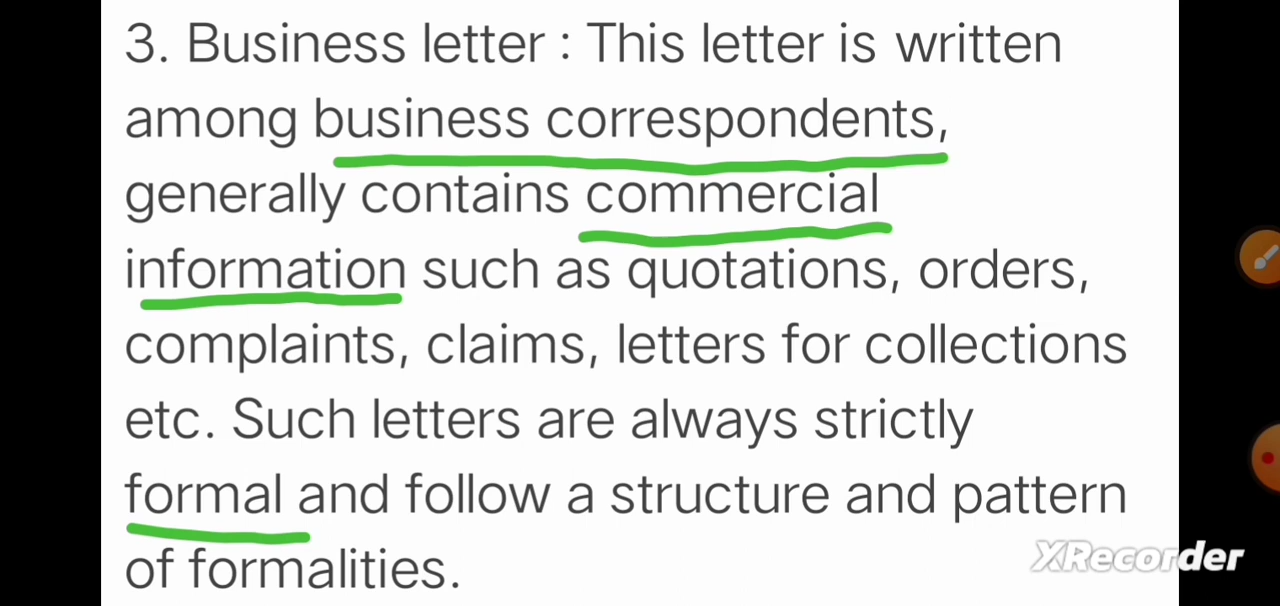 3. Business letter : This letter is written
among business correspondents,
generally contains commercial
information such as quotations, orders,
complaints, claims, letters for collections
etc. Such letters are always strictly
formal and follow a structure and pattern
of formalities.
XRecorder